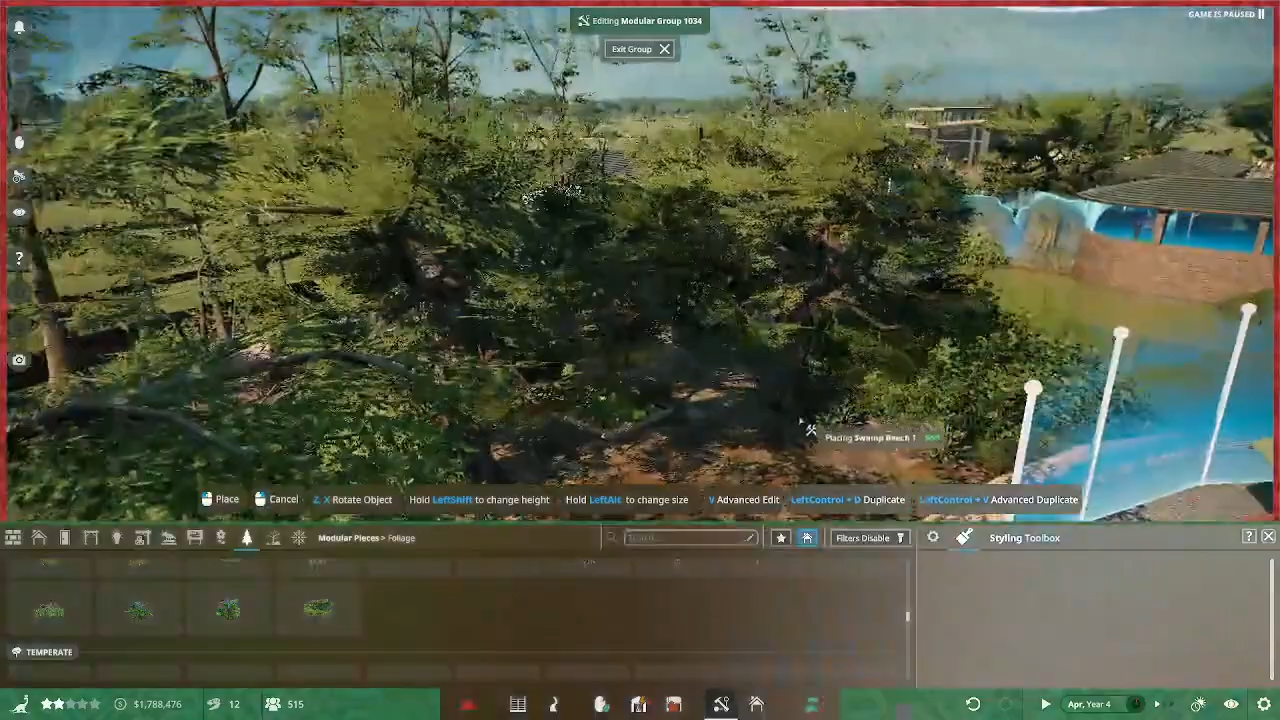 Editing Modular Group 1034
GAME IS PAUSED
Exit Group
Placing Swamp Beech 1
Place
Cancel
Z, X Rotate Object
Hold LeftShift to change height
Hold LeftAlt to change size
V Advanced Edit
LeftControl + D Duplicate
LeftControl + V Advanced Duplicate
Modular Pieces > Foliage
Filters Disable
Styling Toolbox
?
TEMPERATE
$1,788,476
12
515
Apr, Year 4